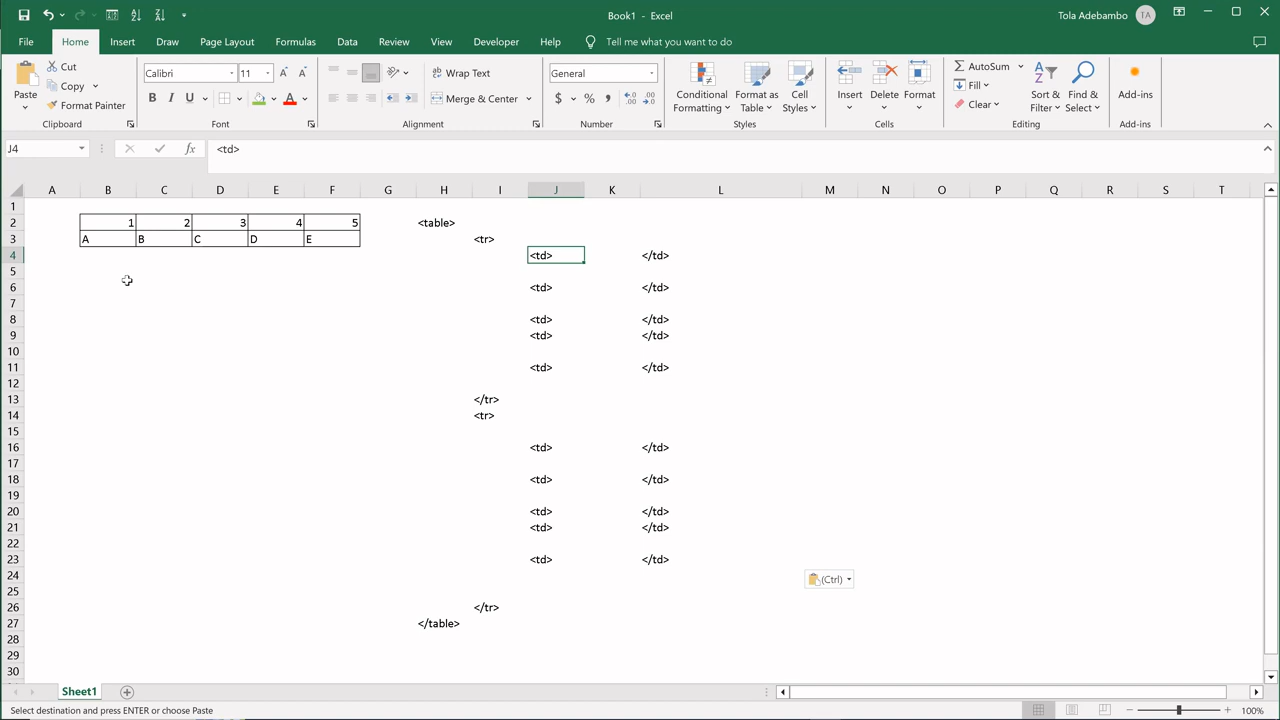 Book1 - Excel
Tola Adebambo TA
File Home Insert Draw Page Layout Formulas Data Review View Developer Help Tell me what you want to do
Paste
Cut
Copy
Format Painter
Clipboard
Calibri 11
B I U A
Font
Wrap Text
Merge & Center
Alignment
General
$ %
Number
Conditional Formatting
Format as Table
Cell Styles
Styles
Insert
Delete
Format
Cells
AutoSum
Fill
Clear
Sort & Filter
Find & Select
Editing
Add-ins
Add-ins
J4 fx <td>
A B C D E F G H I J K L M N O P Q R S T
1
2 1 2 3 4 5 <table>
3 A B C D E <tr>
4 <td> </td>
5
6 <td> </td>
7
8 <td> </td>
9 <td> </td>
10
11 <td> </td>
12
13 </tr>
14 <tr>
15
16 <td> </td>
17
18 <td> </td>
19
20 <td> </td>
21 <td> </td>
22
23 <td> </td>
24
25
26 </tr>
27 </table>
28
29
30
(Ctrl)
Sheet1
Select destination and press ENTER or choose Paste
100%